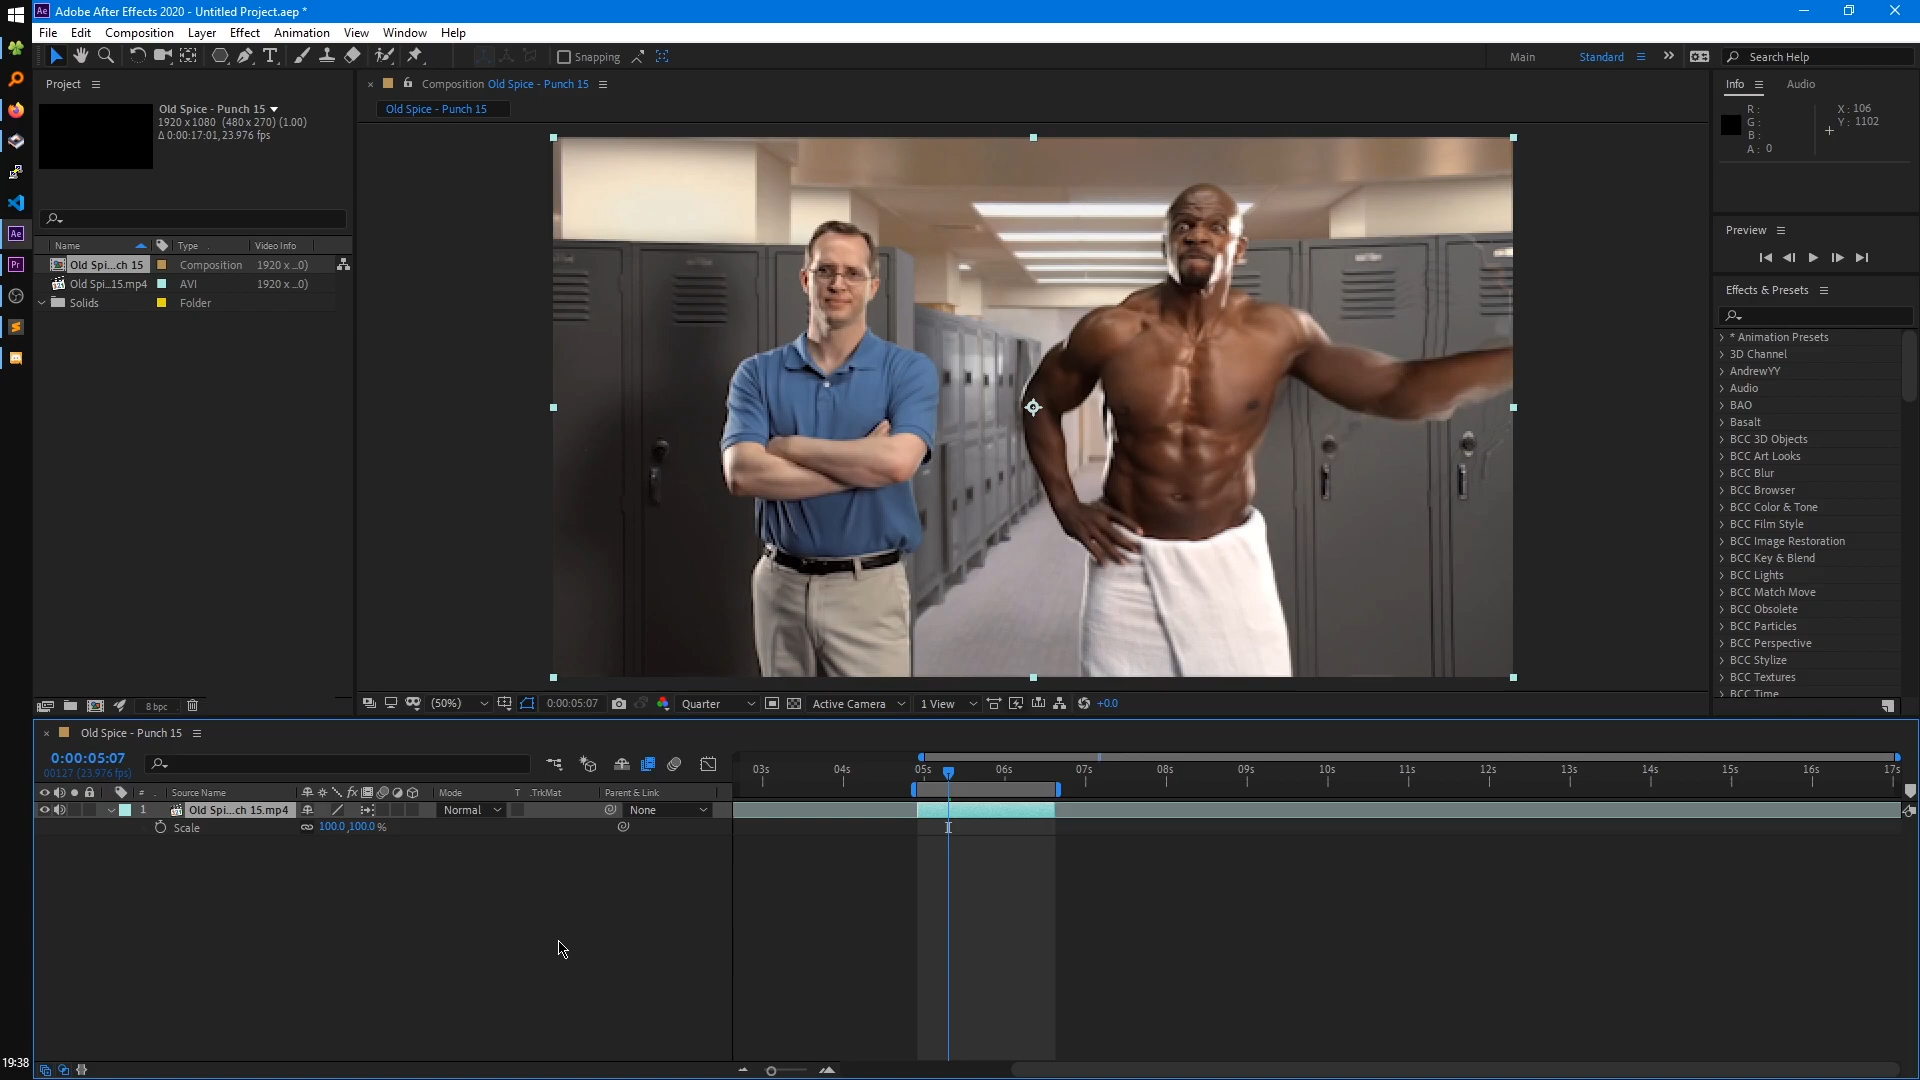 Adobe After Effects 2020 - Untitled Project.aep *
File Edit Composition Layer Effect Animation View Window Help
Snapping
Main Standard
Search Help
Project
Old Spice - Punch 15
1920 x 1080 (480 x 270) (1.00)
Δ 0:00:17:01, 23.976 fps
Name Type Video Info
Old Spi...ch 15 Composition 1920 x ...0)
Old Spi...15.mp4 AVI 1920 x ...0)
Solids Folder
8 bpc
Composition Old Spice - Punch 15
Old Spice - Punch 15
(50%) 0:00:05:07 Quarter Active Camera 1 View +0.0
Info Audio
R :
G :
B :
A : 0
X : 106
Y : 1102
Preview
Effects & Presets
* Animation Presets
3D Channel
AndrewYY
Audio
BAO
Basalt
BCC 3D Objects
BCC Art Looks
BCC Blur
BCC Browser
BCC Color & Tone
BCC Film Style
BCC Image Restoration
BCC Key & Blend
BCC Lights
BCC Match Move
BCC Obsolete
BCC Particles
BCC Perspective
BCC Stylize
BCC Textures
BCC Time
Old Spice - Punch 15
0:00:05:07
00127 (23.976 fps)
03s 04s 05s 06s 07s 08s 09s 10s 11s 12s 13s 14s 15s 16s 17s
# Source Name Mode T .TrkMat Parent & Link
1 Old Spi...ch 15.mp4 Normal None
Scale 100.0,100.0 %
19:38